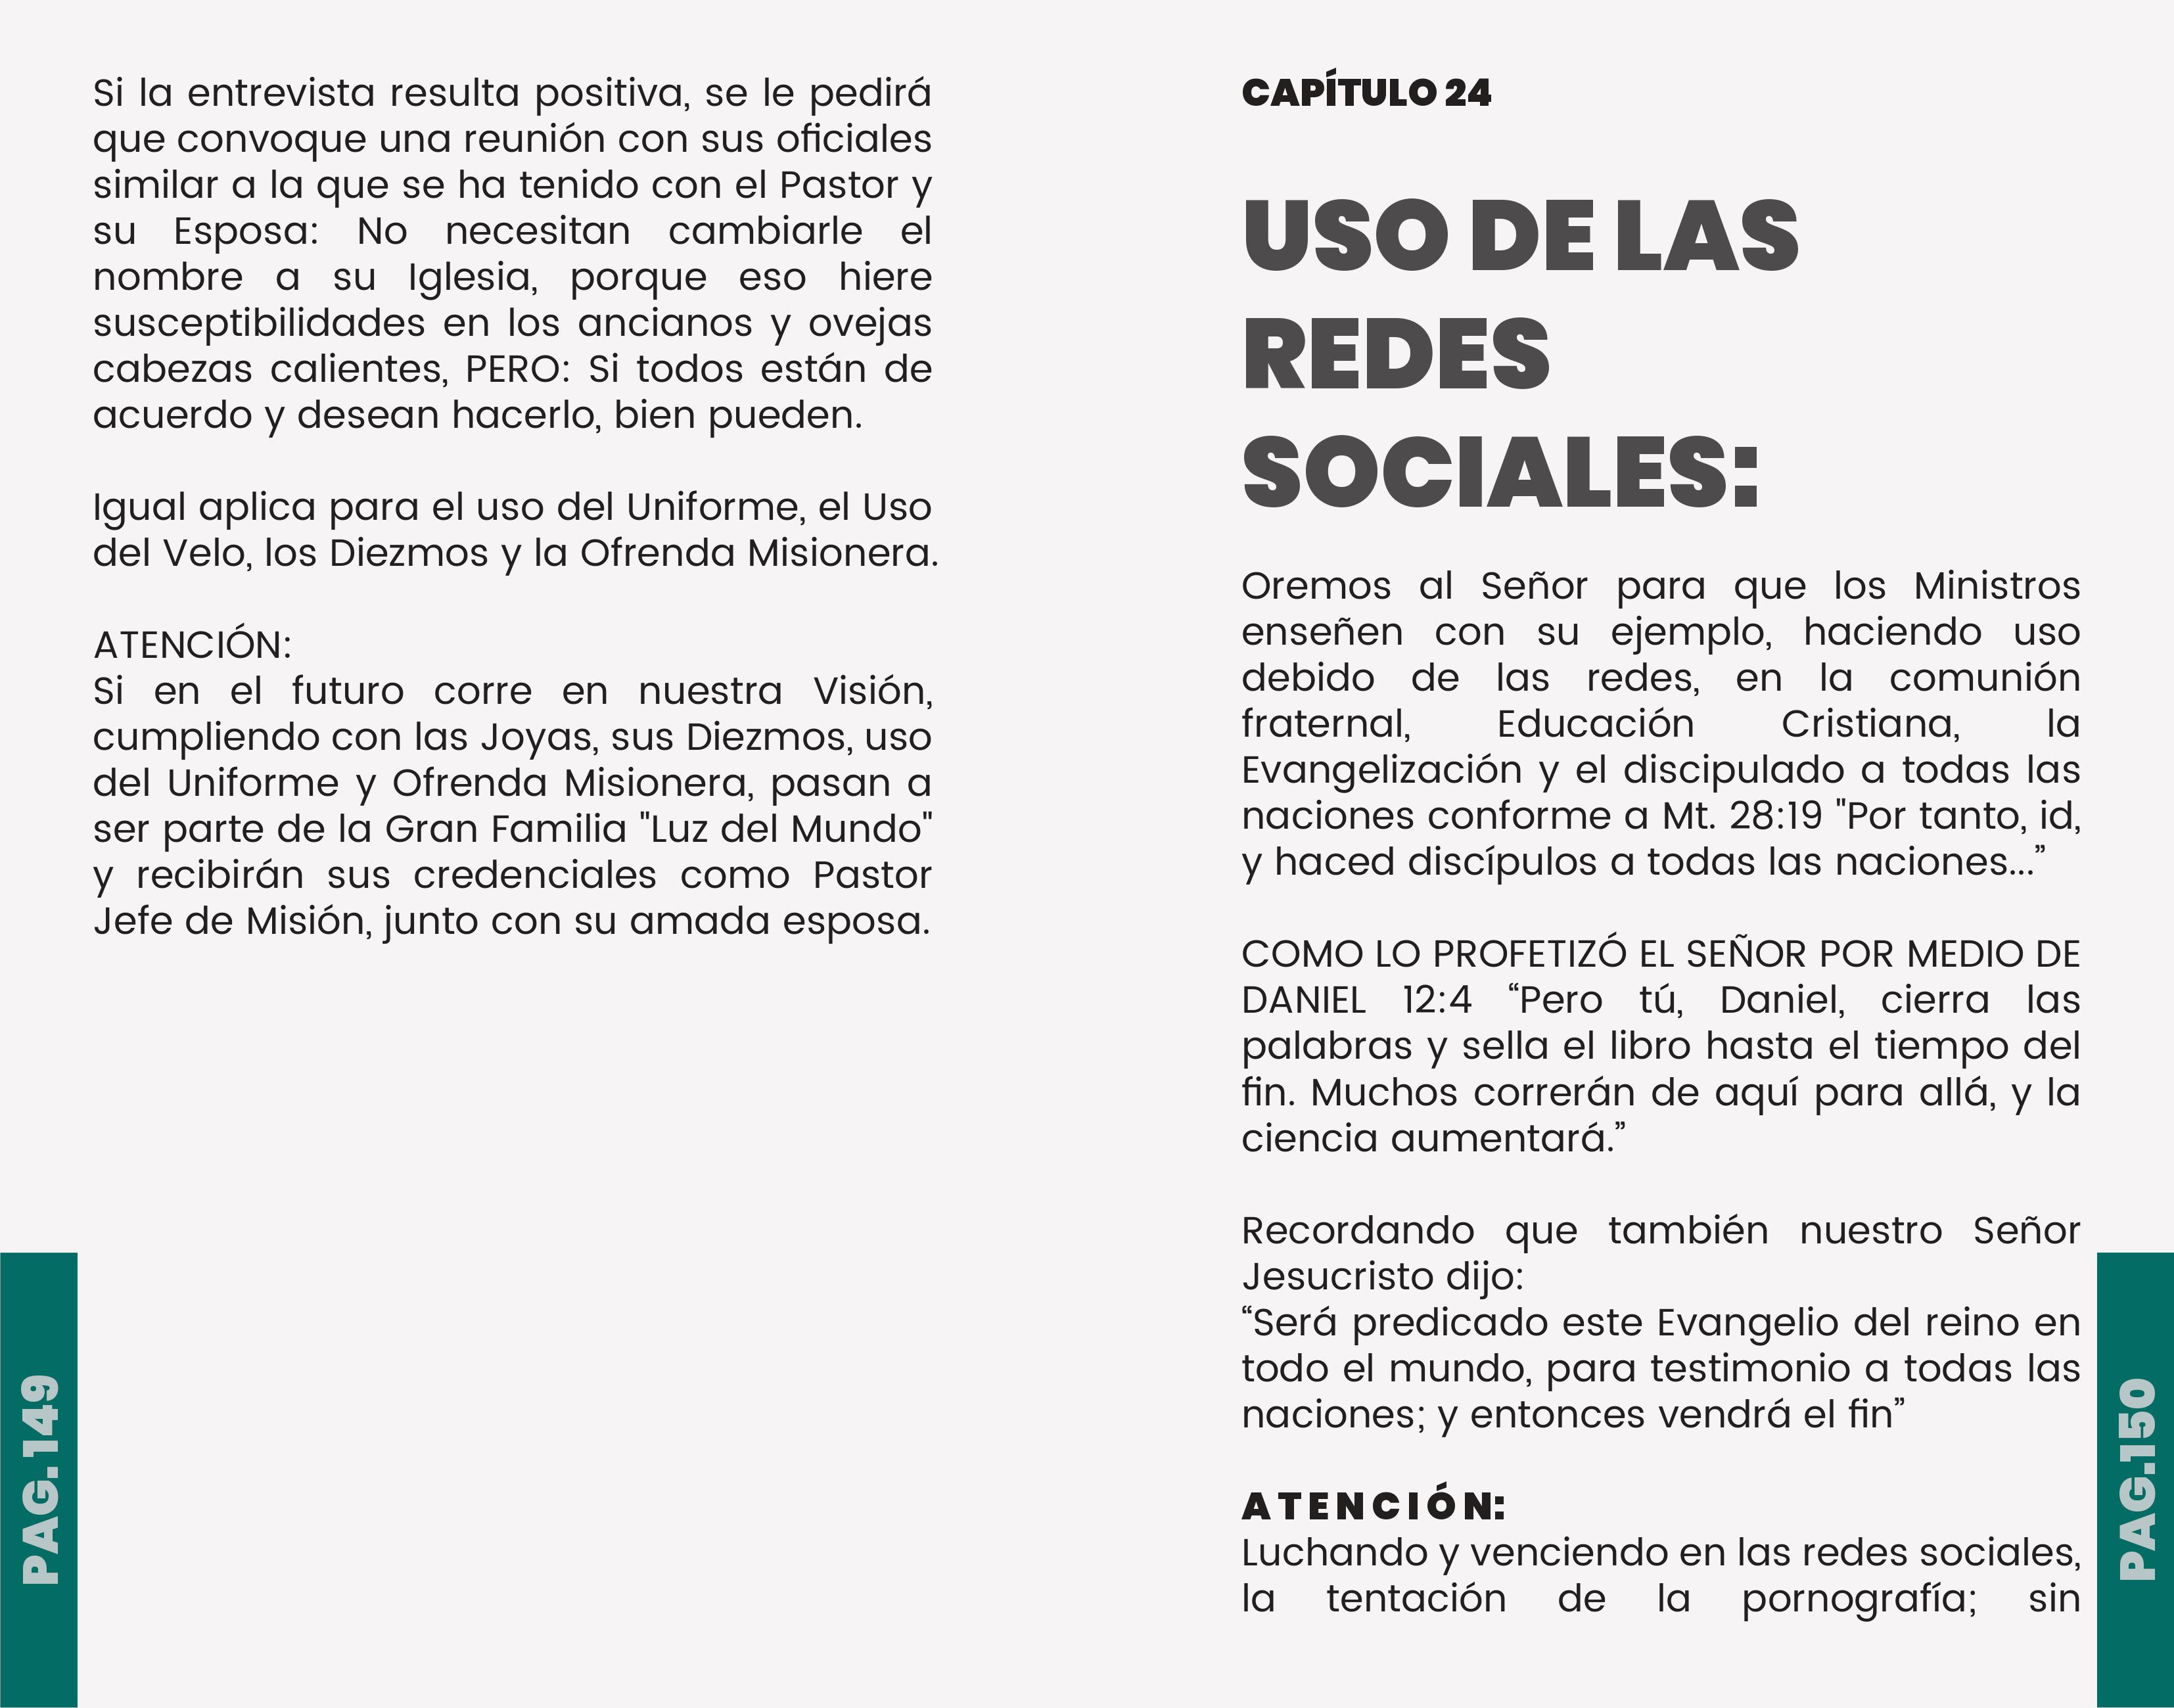 Si la entrevista resulta positiva, se le pedirá
que convoque una reunión con sus oficiales
similar a la que se ha tenido con el Pastor y
su Esposa: No necesitan cambiarle el
nombre a su Iglesia, porque eso hiere
susceptibilidades en los ancianos y ovejas
cabezas calientes, PERO: Si todos están de
acuerdo y desean hacerlo, bien pueden.
Igual aplica para el uso del Uniforme, el Uso
del Velo, los Diezmos y la Ofrenda Misionera.
ATENCIÓN:
Si en el futuro corre en nuestra Visión,
cumpliendo con las Joyas, sus Diezmos, uso
del Uniforme y Ofrenda Misionera, pasan a
ser parte de la Gran Familia "Luz del Mundo"
y recibirán sus credenciales como Pastor
Jefe de Misión, junto con su amada esposa.
PAG.149
CAPÍTULO 24
USO DE LAS
REDES
SOCIALES:
Oremos al Señor para que los Ministros
enseñen con su ejemplo, haciendo uso
debido de las redes, en la comunión
fraternal, Educación Cristiana, la
Evangelización y el discipulado a todas las
naciones conforme a Mt. 28:19 "Por tanto, id,
y haced discípulos a todas las naciones...”
COMO LO PROFETIZÓ EL SEÑOR POR MEDIO DE
DANIEL 12:4 “Pero tú, Daniel, cierra las
palabras y sella el libro hasta el tiempo del
fin. Muchos correrán de aquí para allá, y la
ciencia aumentará.”
Recordando que también nuestro Señor
Jesucristo dijo:
“Será predicado este Evangelio del reino en
todo el mundo, para testimonio a todas las
naciones; y entonces vendrá el fin”
ATENCIÓN:
Luchando y venciendo en las redes sociales,
la tentación de la pornografía; sin
PAG.150